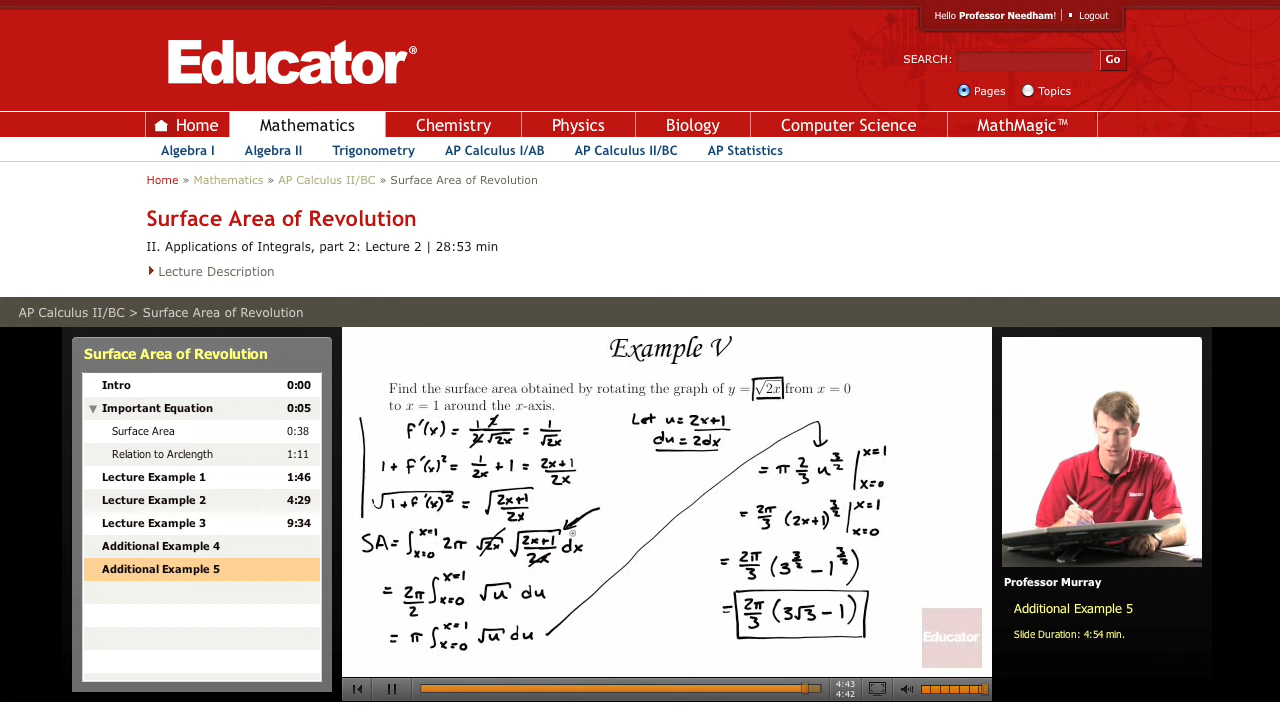 Hello Professor Needham! | Logout
Educator®
SEARCH: Go
Pages Topics
Home Mathematics Chemistry Physics Biology Computer Science MathMagic™
Algebra I Algebra II Trigonometry AP Calculus I/AB AP Calculus II/BC AP Statistics
Home » Mathematics » AP Calculus II/BC » Surface Area of Revolution
Surface Area of Revolution
II. Applications of Integrals, part 2: Lecture 2 | 28:53 min
Lecture Description
AP Calculus II/BC > Surface Area of Revolution
Surface Area of Revolution
Intro 0:00
Important Equation 0:05
Surface Area 0:38
Relation to Arclength 1:11
Lecture Example 1 1:46
Lecture Example 2 4:29
Lecture Example 3 9:34
Additional Example 4
Additional Example 5
Example V
Find the surface area obtained by rotating the graph of y = √2x from x = 0
to x = 1 around the x-axis.
f'(x) = 1·2/2√2x = 1/√2x
1 + f'(x)² = 1/2x + 1 = 2x+1/2x
√1+f'(x)² = √2x+1/2x
SA = ∫x=0 x=1 2π √2x √2x+1/2x dx
= 2π/2 ∫x=0 x=1 √u du
= π ∫x=0 x=1 √u du
Let u = 2x+1
du = 2dx
= π 2/3 u^3/2 | x=1 x=0
= 2π/3 (2x+1)^3/2 | x=1 x=0
= 2π/3 (3^3/2 − 1^3/2)
= 2π/3 (3√3 − 1)
Educator
4:43
4:42
Professor Murray
Additional Example 5
Slide Duration: 4:54 min.